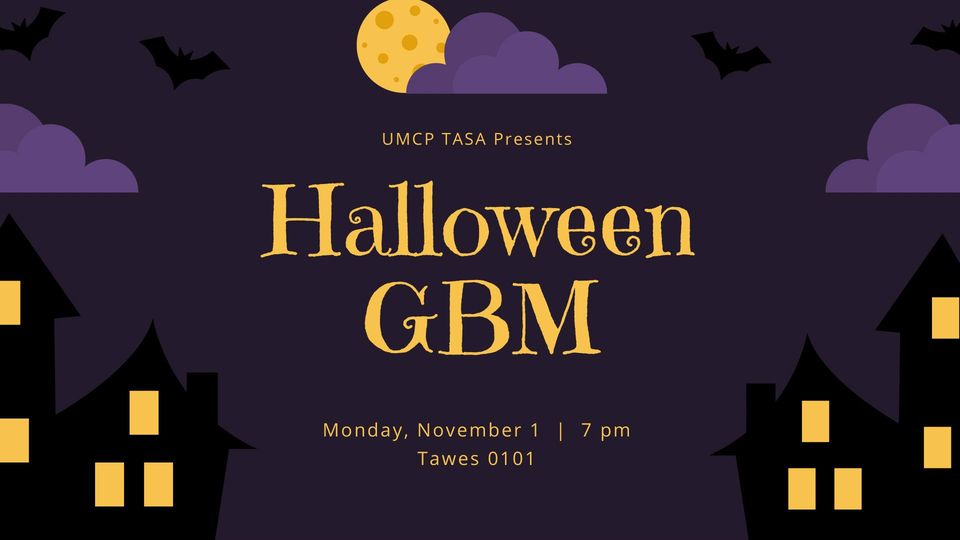 UMCP TASA Presents
Halloween
GBM
Monday, November 1 | 7 pm
Tawes 0101